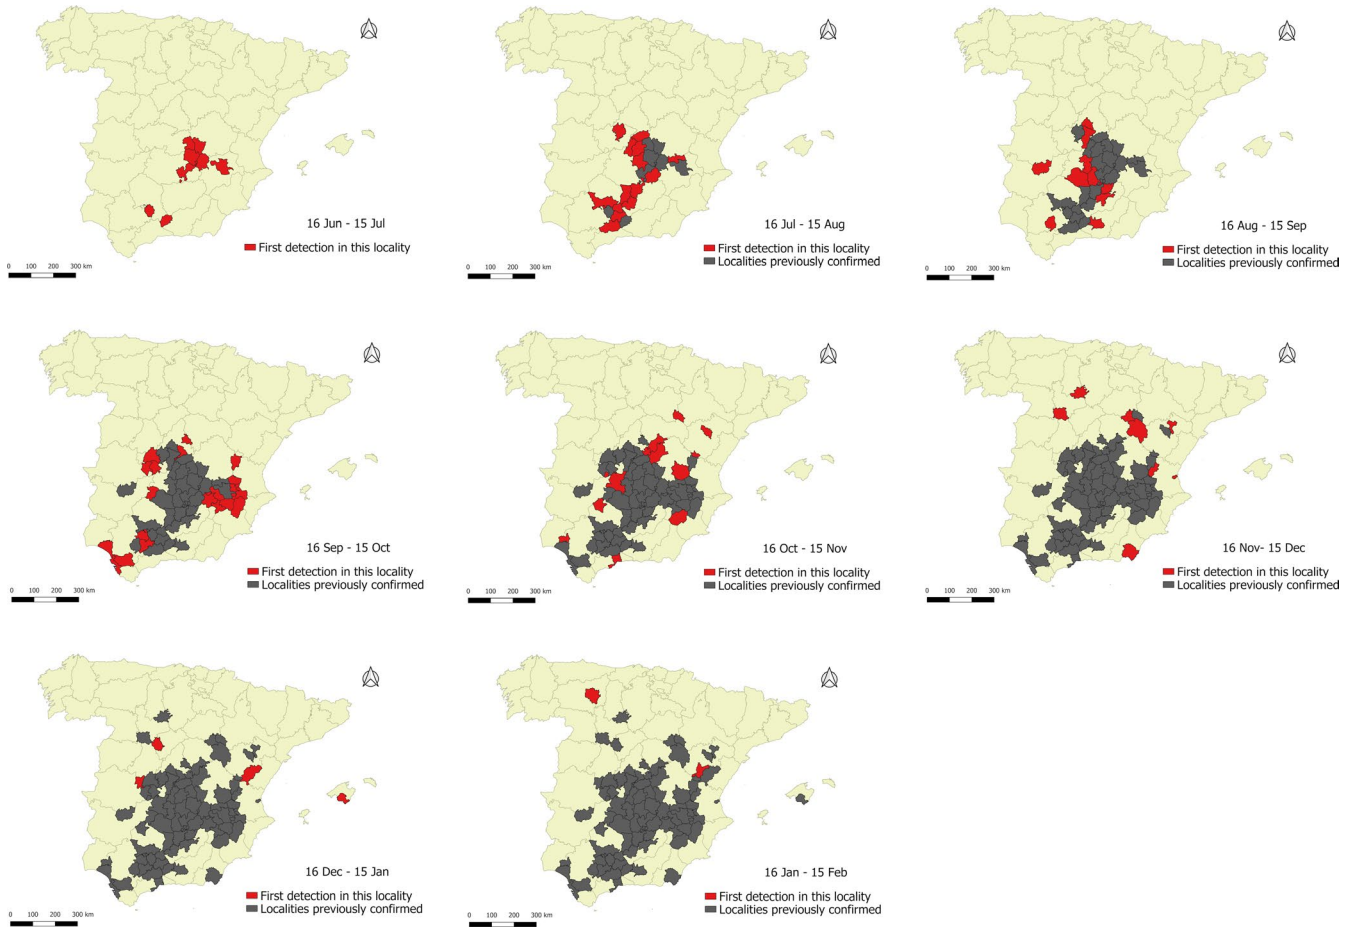 16 Jun - 15 Jul
First detection in this locality
0 100 200 300 km
16 Jul - 15 Aug
First detection in this locality
Localities previously confirmed
0 100 200 300 km
16 Aug - 15 Sep
First detection in this locality
Localities previously confirmed
0 100 200 300 km
16 Sep - 15 Oct
First detection in this locality
Localities previously confirmed
0 100 200 300 km
16 Oct - 15 Nov
First detection in this locality
Localities previously confirmed
0 100 200 300 km
16 Nov- 15 Dec
First detection in this locality
Localities previously confirmed
0 100 200 300 km
16 Dec - 15 Jan
First detection in this locality
Localities previously confirmed
0 100 200 300 km
16 Jan - 15 Feb
First detection in this locality
Localities previously confirmed
0 100 200 300 km